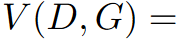 V(D, G) =